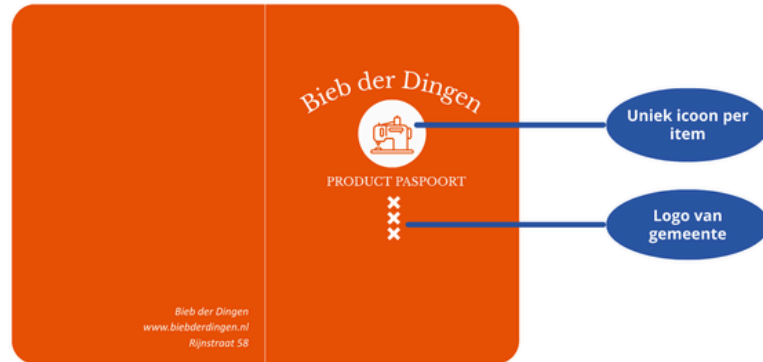 Bieb der Dingen
PRODUCT PASPOORT
Bieb der Dingen
www.biebderdingen.nl
Rijnstraat 58
Uniek icoon per
item
Logo van
gemeente